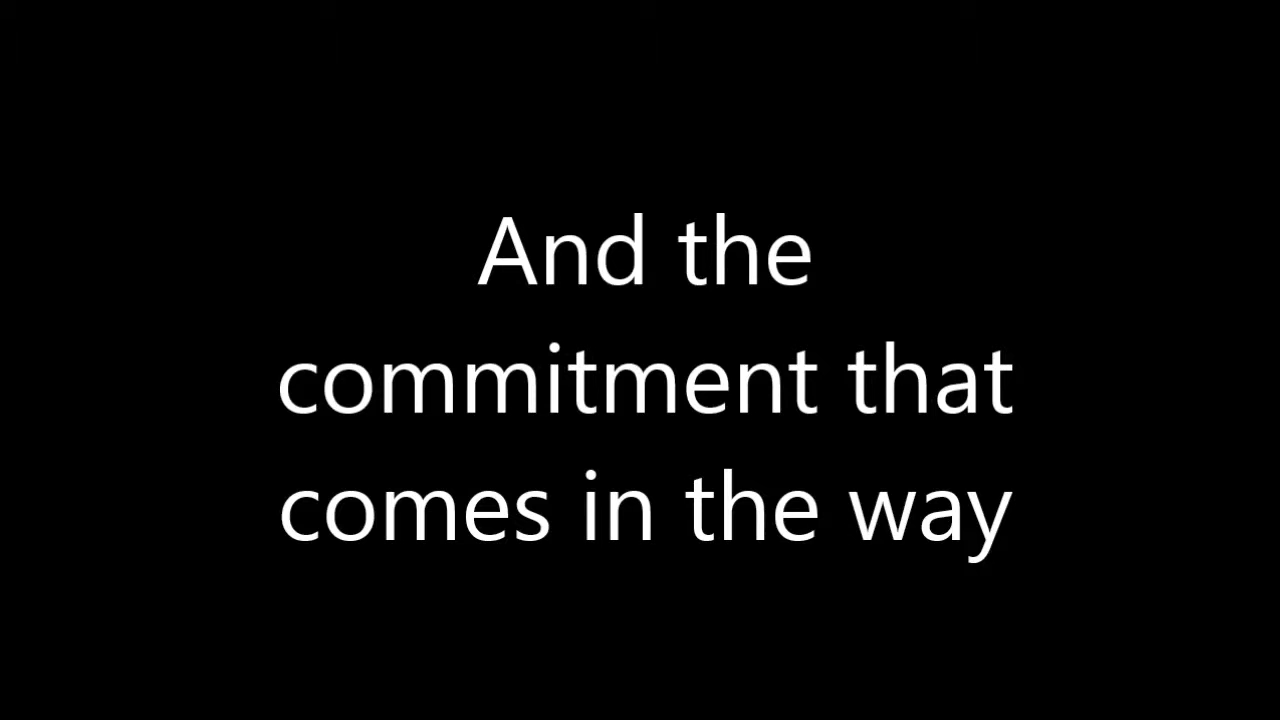 And the
commitment that
comes in the way